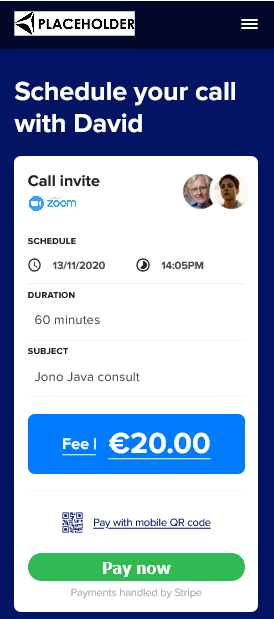 PLACEHOLDER
Schedule your call
with David
Call invite
zoom
SCHEDULE
13/11/2020 14:05PM
DURATION
60 minutes
SUBJECT
Jono Java consult
Fee | €20.00
Pay with mobile QR code
Pay now
Payments handled by Stripe